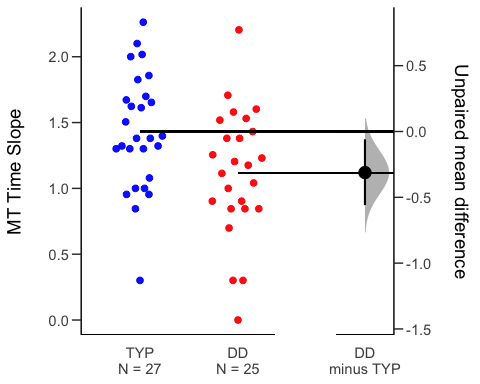 MT Time Slope
2.0
1.5
1.0
0.5
0.0
0.5
0.0
-0.5
-1.0
-1.5
Unpaired mean difference
TYP
N = 27
DD
N = 25
DD
minus TYP